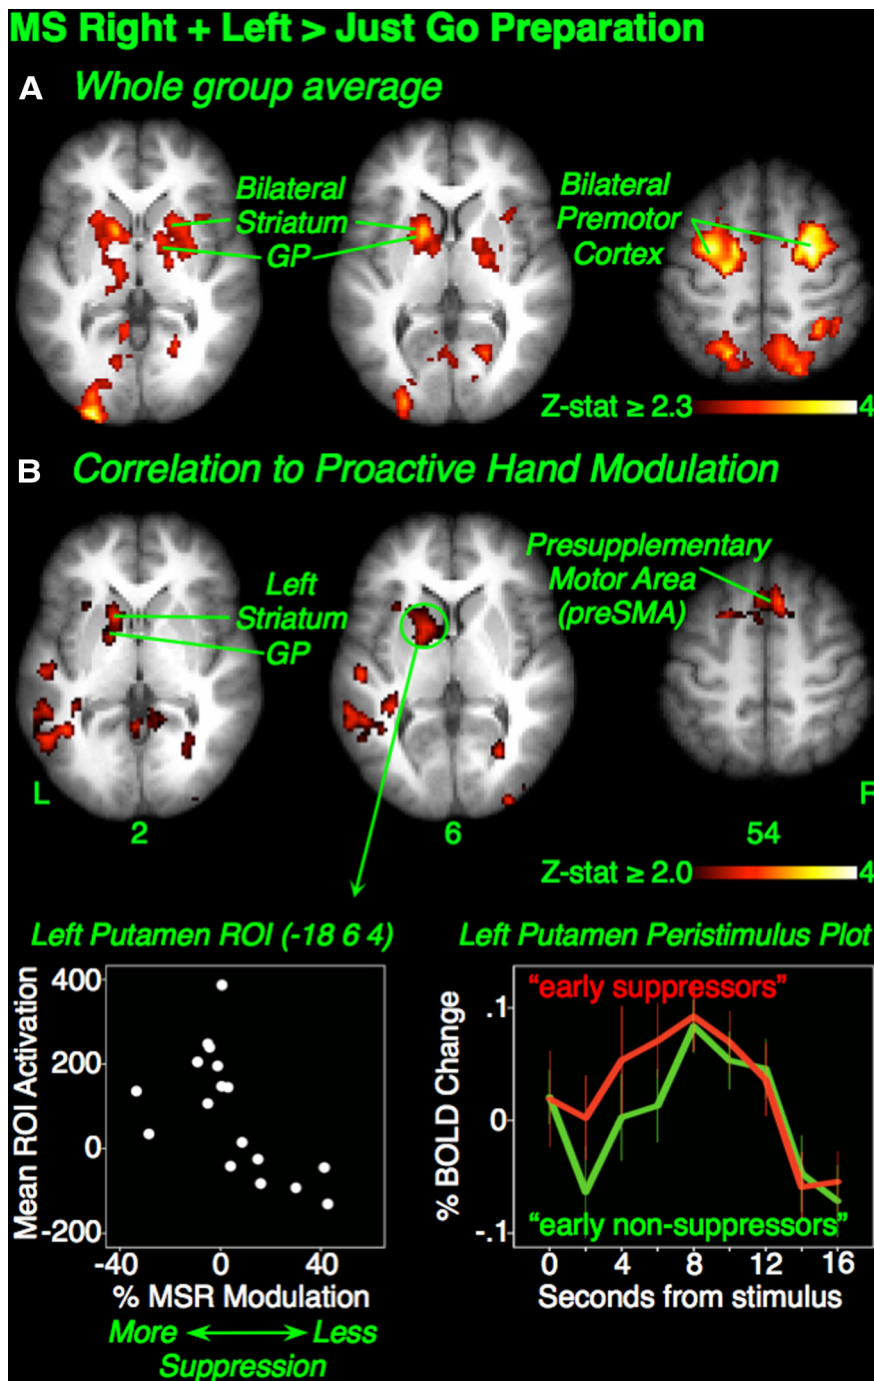 MS Right + Left > Just Go Preparation
A Whole group average
Bilateral
Striatum
GP
Bilateral
Premotor
Cortex
Z-stat ≥ 2.3 4
B Correlation to Proactive Hand Modulation
Left
Striatum
GP
Presupplementary
Motor Area
(preSMA)
L R
2 6 54
Z-stat ≥ 2.0 4
Left Putamen ROI (-18 6 4)
Mean ROI Activation
400
200
0
-200
-40 0 40
% MSR Modulation
More Less
Suppression
Left Putamen Peristimulus Plot
% BOLD Change
"early suppressors"
.1
0
-.1
"early non-suppressors"
0 4 8 12 16
Seconds from stimulus